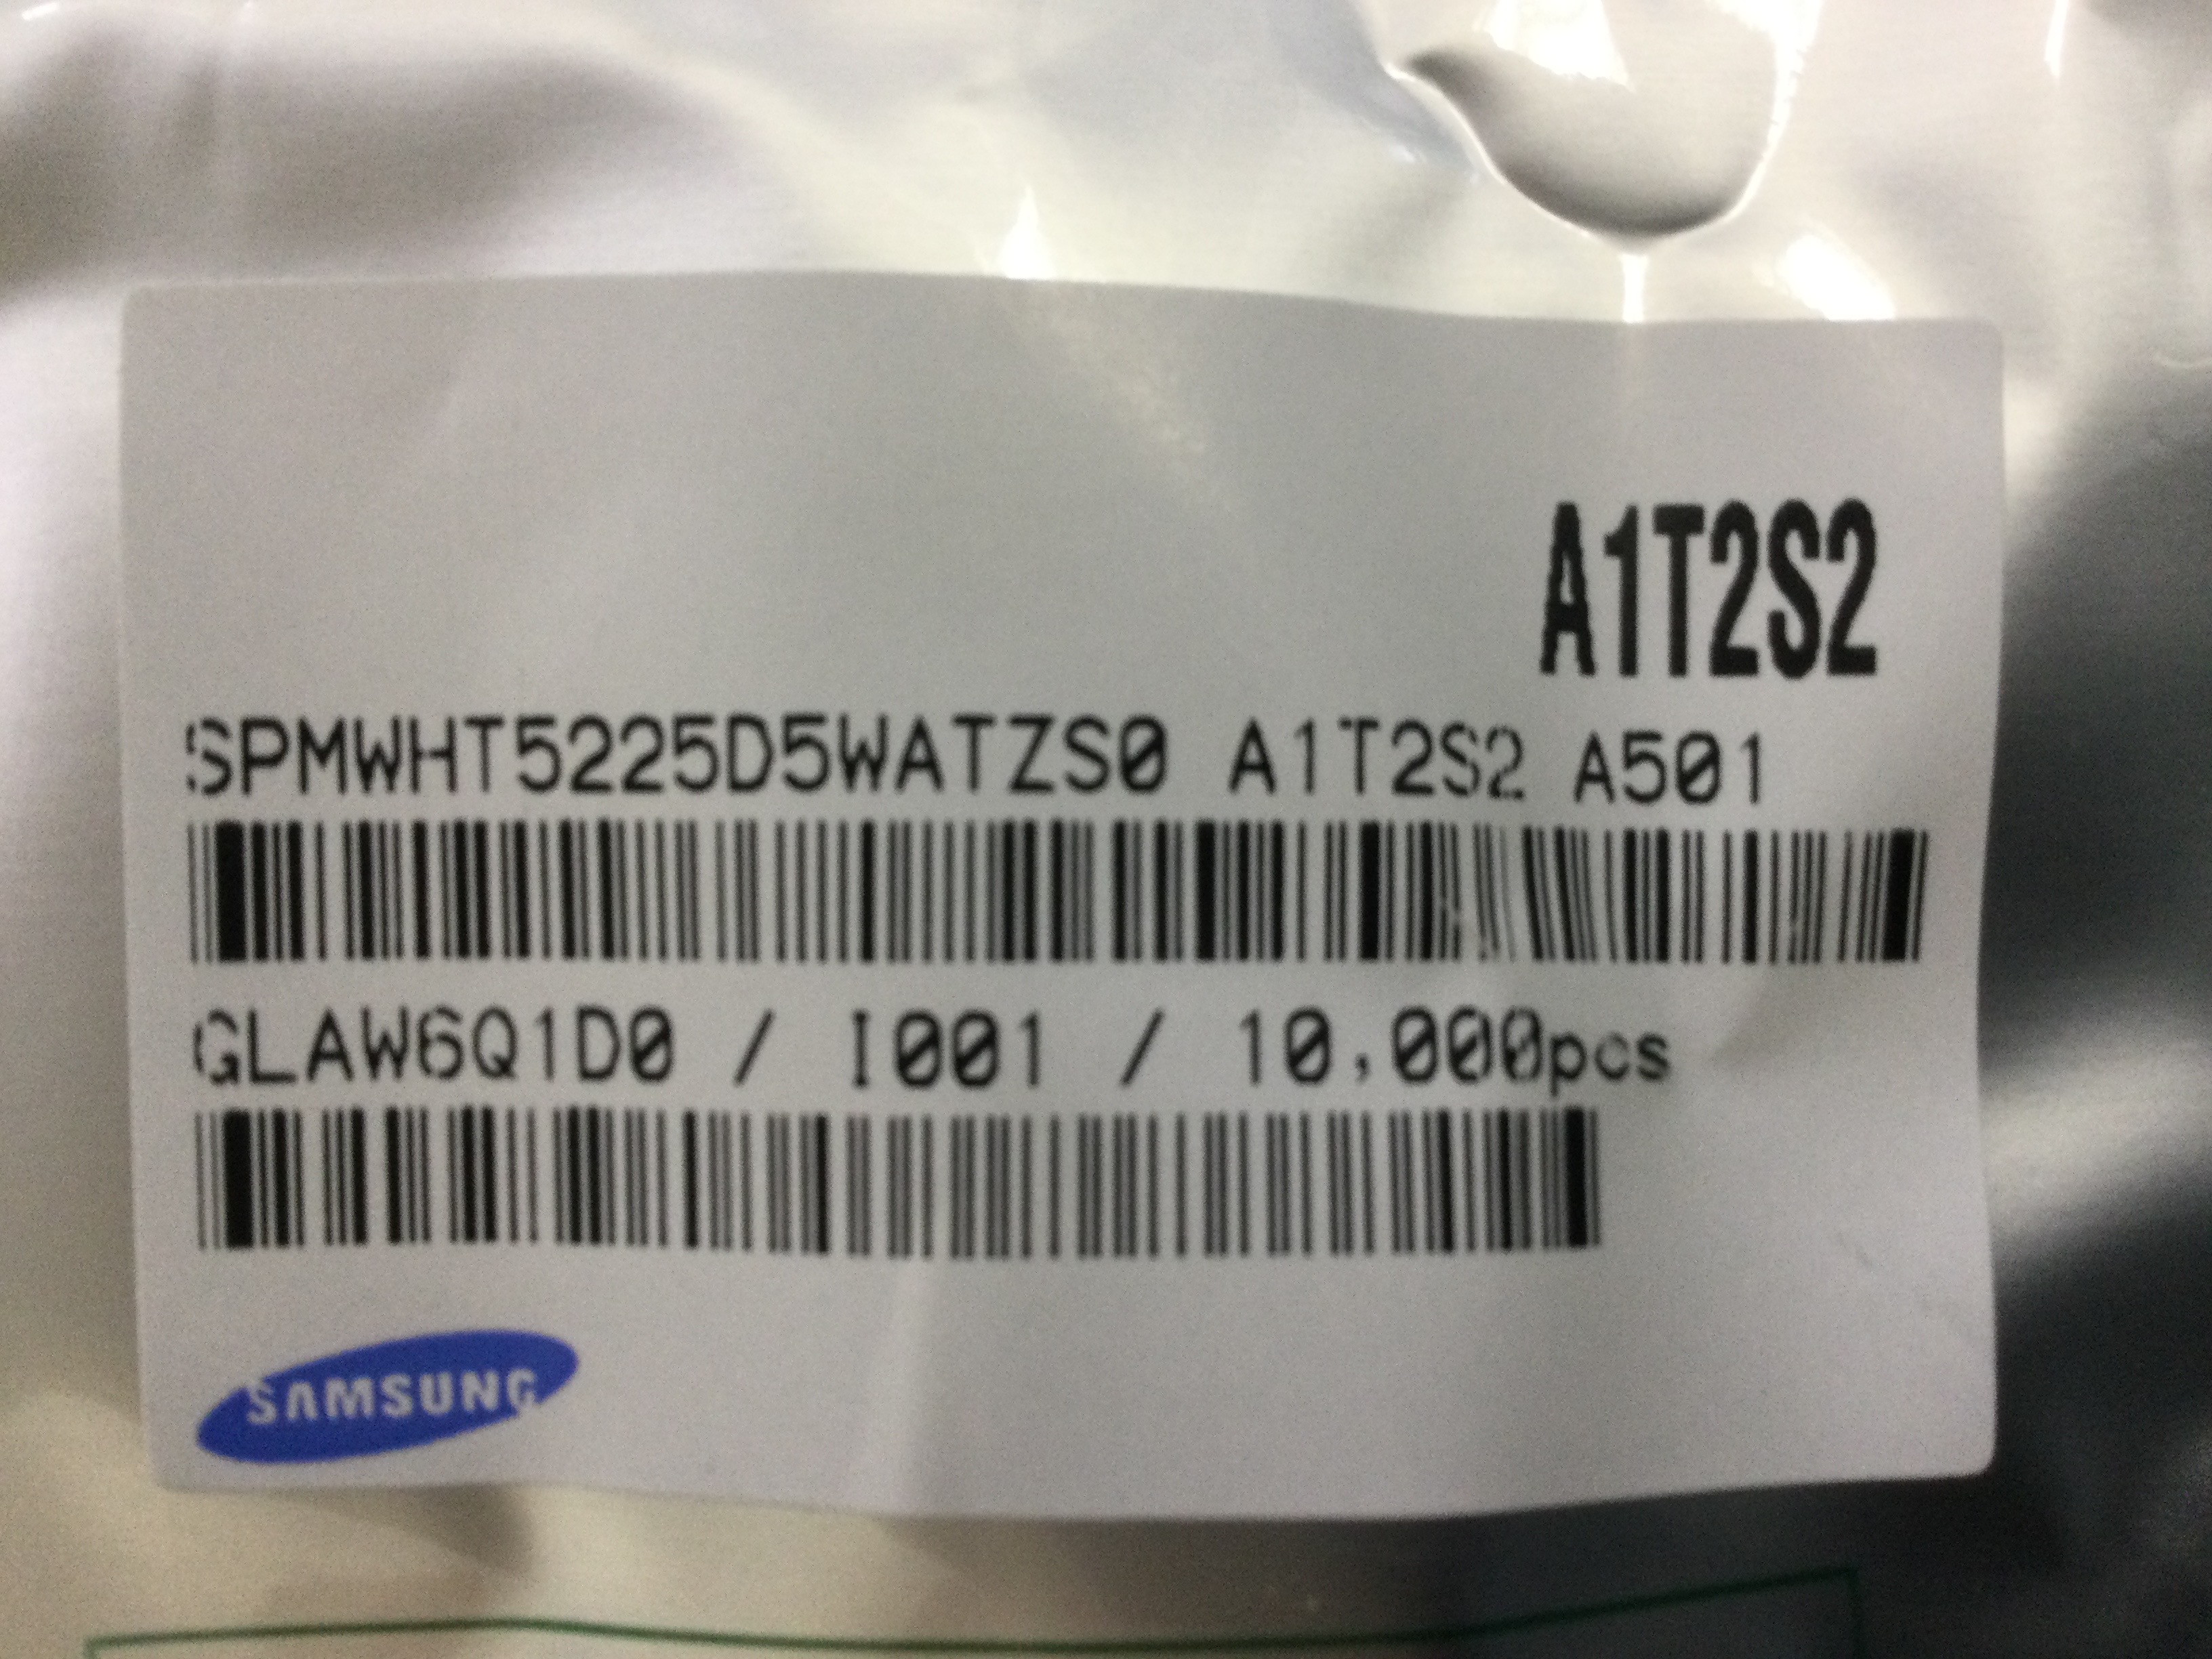 A1T2S2
SPMWHT5225D5WATZS0 A1T2S2 A501
GLAW6Q1D0 / I001 / 10,000pcs
SAMSUNG